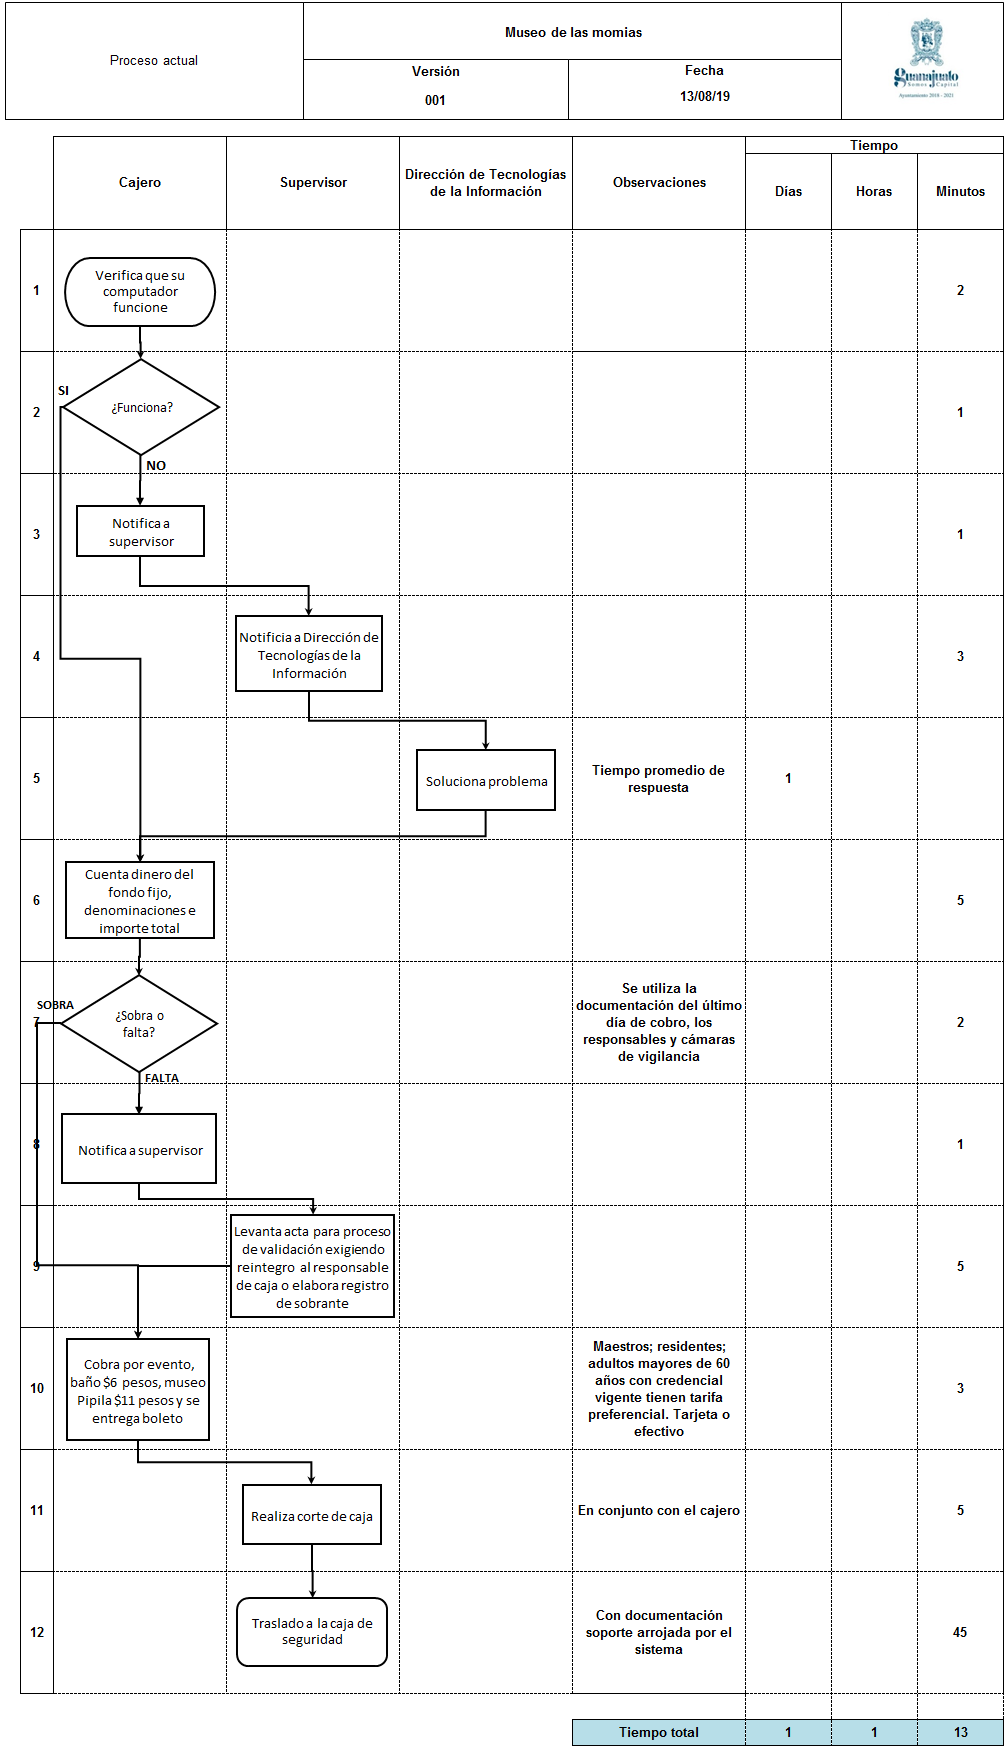 Proceso actual
Museo de las momias
Versión
001
Fecha
13/08/19
Guanajuato
Somos Capital
Ayuntamiento 2018 - 2021
Cajero
Supervisor
Dirección de Tecnologías
de la Información
Observaciones
Tiempo
Días
Horas
Minutos
1
Verifica que su
computador
funcione
2
2
SI
¿Funciona?
NO
1
3
Notifica a
supervisor
1
4
Notificia a Dirección de
Tecnologías de la
Información
3
5
Soluciona problema
Tiempo promedio de
respuesta
1
6
Cuenta dinero del
fondo fijo,
denominaciones e
importe total
5
SOBRA
7
¿Sobra o
falta?
FALTA
Se utiliza la
documentación del último
día de cobro, los
responsables y cámaras
de vigilancia
2
8
Notifica a supervisor
1
9
Levanta acta para proceso
de validación exigiendo
reintegro al responsable
de caja o elabora registro
de sobrante
5
10
Cobra por evento,
baño $6 pesos, museo
Pipila $11 pesos y se
entrega boleto
Maestros; residentes;
adultos mayores de 60
años con credencial
vigente tienen tarifa
preferencial. Tarjeta o
efectivo
3
11
Realiza corte de caja
En conjunto con el cajero
5
12
Traslado a la caja de
seguridad
Con documentación
soporte arrojada por el
sistema
45
Tiempo total
1
1
13